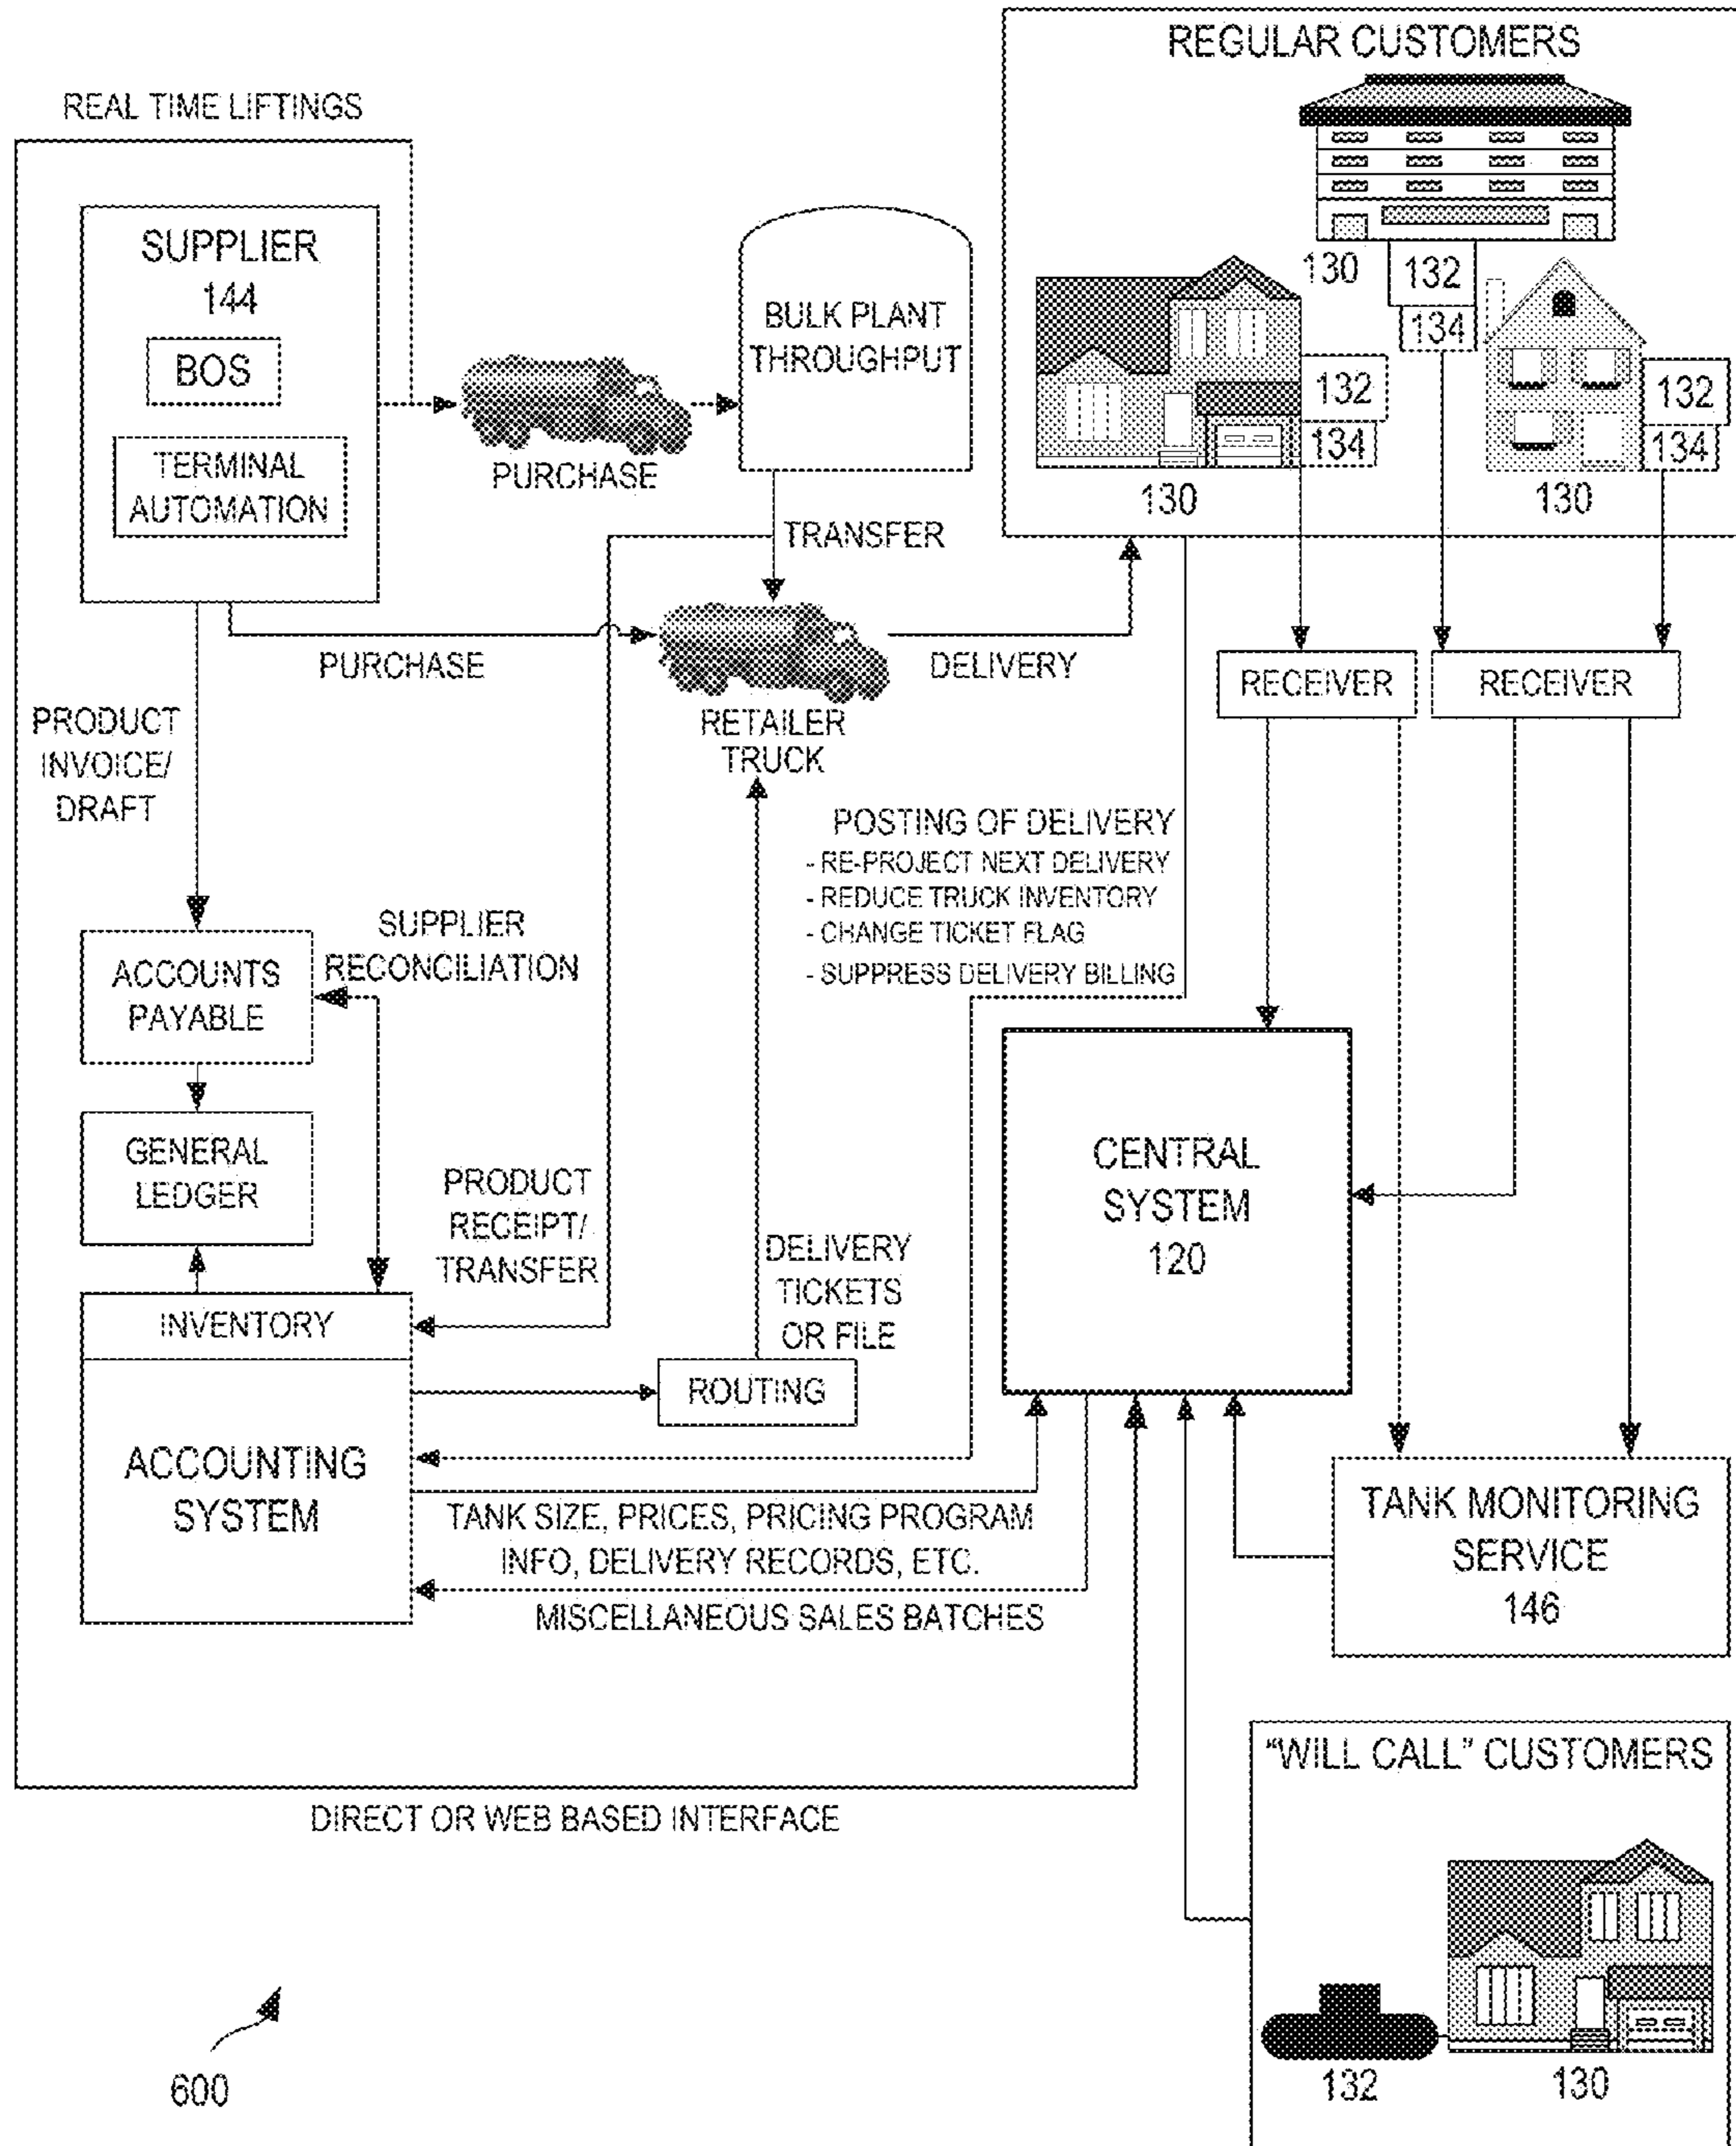 REGULAR CUSTOMERS
REAL TIME LIFTINGS
SUPPLIER
144
BOS
TERMINAL
AUTOMATION
PURCHASE
BULK PLANT
THROUGHPUT
130
132
134
132
134
130
132
134
130
TRANSFER
PURCHASE
RETAILER
TRUCK
DELIVERY
RECEIVER
RECEIVER
PRODUCT
INVOICE/
DRAFT
POSTING OF DELIVERY
- RE-PROJECT NEXT DELIVERY
- REDUCE TRUCK INVENTORY
- CHANGE TICKET FLAG
- SUPPRESS DELIVERY BILLING
SUPPLIER
RECONCILIATION
ACCOUNTS
PAYABLE
GENERAL
LEDGER
PRODUCT
RECEIPT/
TRANSFER
DELIVERY
TICKETS
OR FILE
CENTRAL
SYSTEM
120
INVENTORY
ROUTING
ACCOUNTING
SYSTEM
TANK SIZE, PRICES, PRICING PROGRAM
INFO, DELIVERY RECORDS, ETC.
MISCELLANEOUS SALES BATCHES
TANK MONITORING
SERVICE
146
DIRECT OR WEB BASED INTERFACE
"WILL CALL" CUSTOMERS
132
130
600